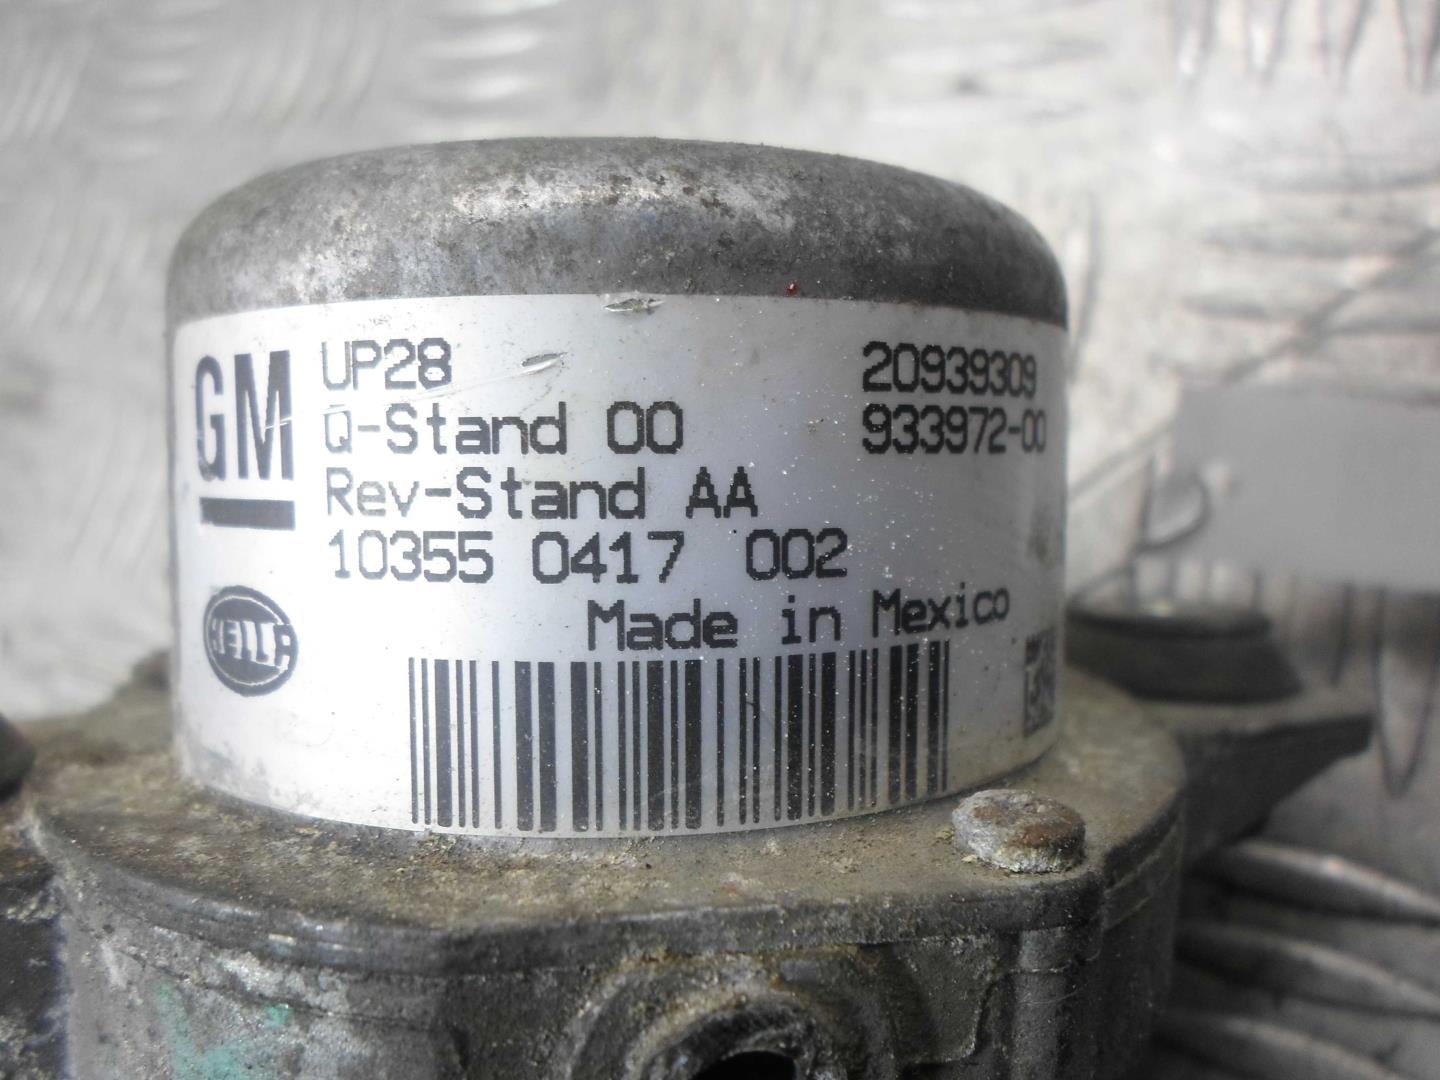 GM
UP28 20939309
Q-Stand 00 933972-00
Rev-Stand AA
10355 0417 002
Made in Mexico
HELLA